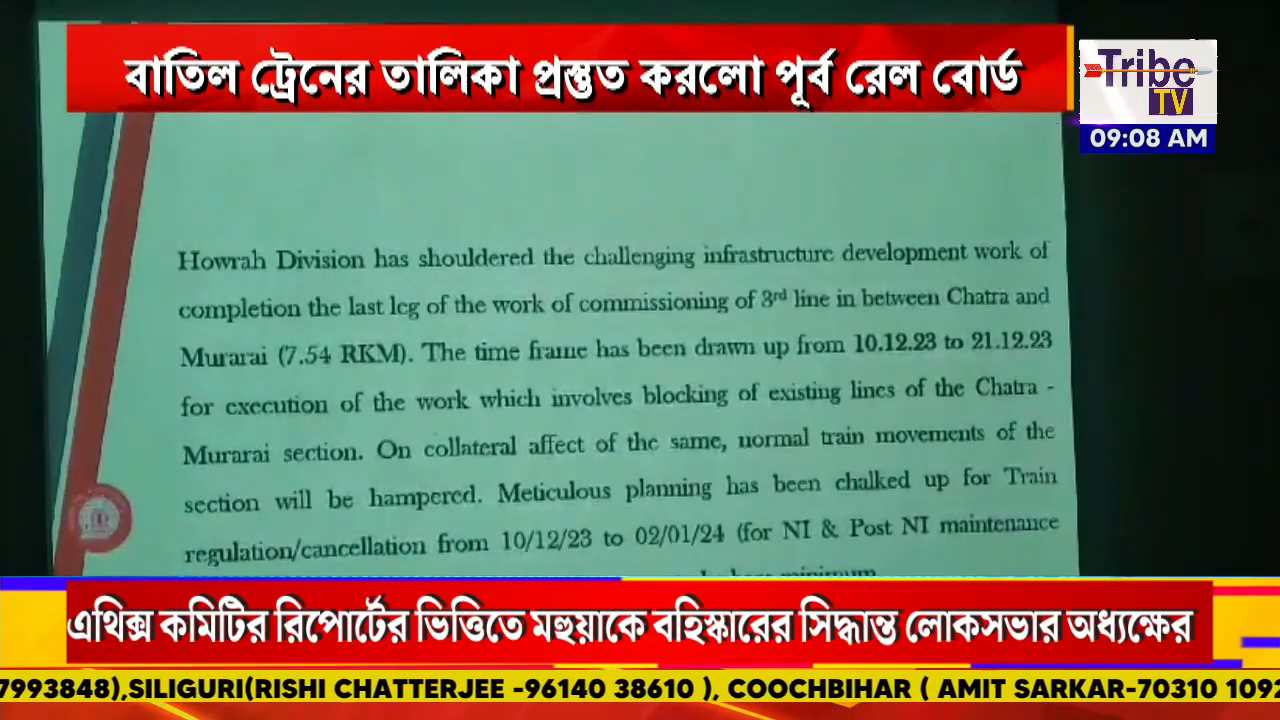 বাতিল ট্রেনের তালিকা প্রস্তুত করলো পূর্ব রেল বোর্ড
Tribe
TV
09:08 AM
Howrah Division has shouldered the challenging infrastructure development work of
completion the last leg of the work of commissioning of 3rd line in between Chatra and
Murarai (7.54 RKM). The time frame has been drawn up from 10.12.23 to 21.12.23
for execution of the work which involves blocking of existing lines of the Chatra -
Murarai section. On collateral affect of the same, normal train movements of the
section will be hampered. Meticulous planning has been chalked up for Train
regulation/cancellation from 10/12/23 to 02/01/24 (for NI & Post NI maintenance
minimum
এথিক্স কমিটির রিপোর্টের ভিত্তিতে মহুয়াকে বহিস্কারের সিদ্ধান্ত লোকসভার অধ্যক্ষের
7993848),SILIGURI(RISHI CHATTERJEE -96140 38610 ), COOCHBIHAR ( AMIT SARKAR-70310 1092